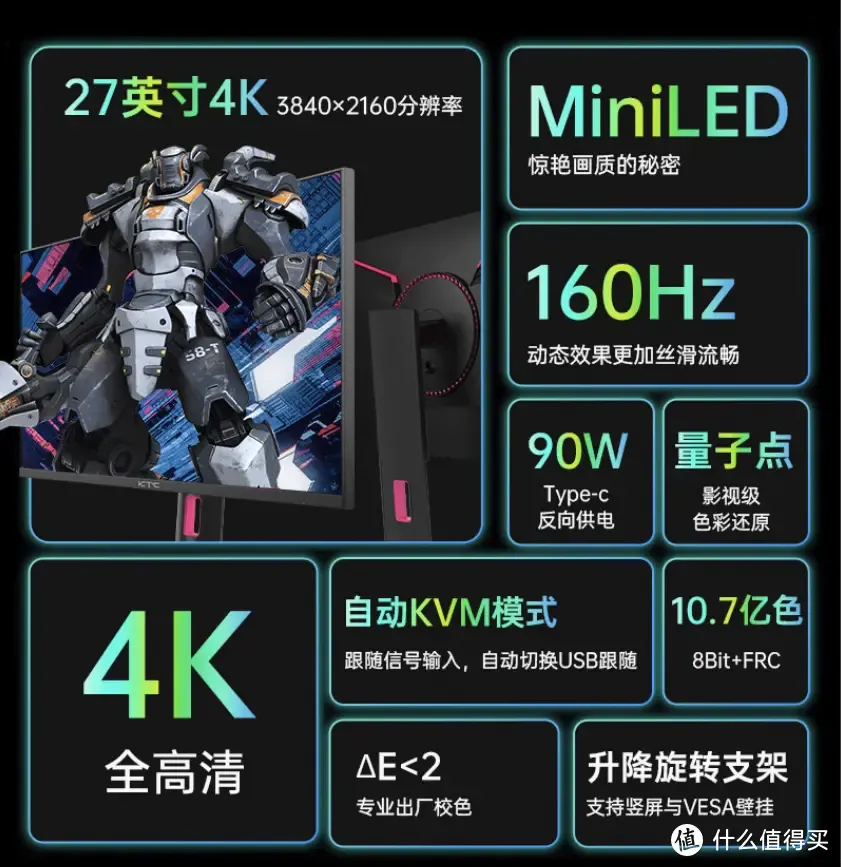 27英寸4K 3840×2160分辨率
MiniLED
惊艳画质的秘密
160Hz
动态效果更加丝滑流畅
58-T
KTC
90W
Type-c
反向供电
量子点
影视级
色彩还原
4K
全高清
自动KVM模式
跟随信号输入，自动切换USB跟随
10.7亿色
8Bit+FRC
ΔE<2
专业出厂校色
升降旋转支架
支持竖屏与VESA壁挂
值 什么值得买